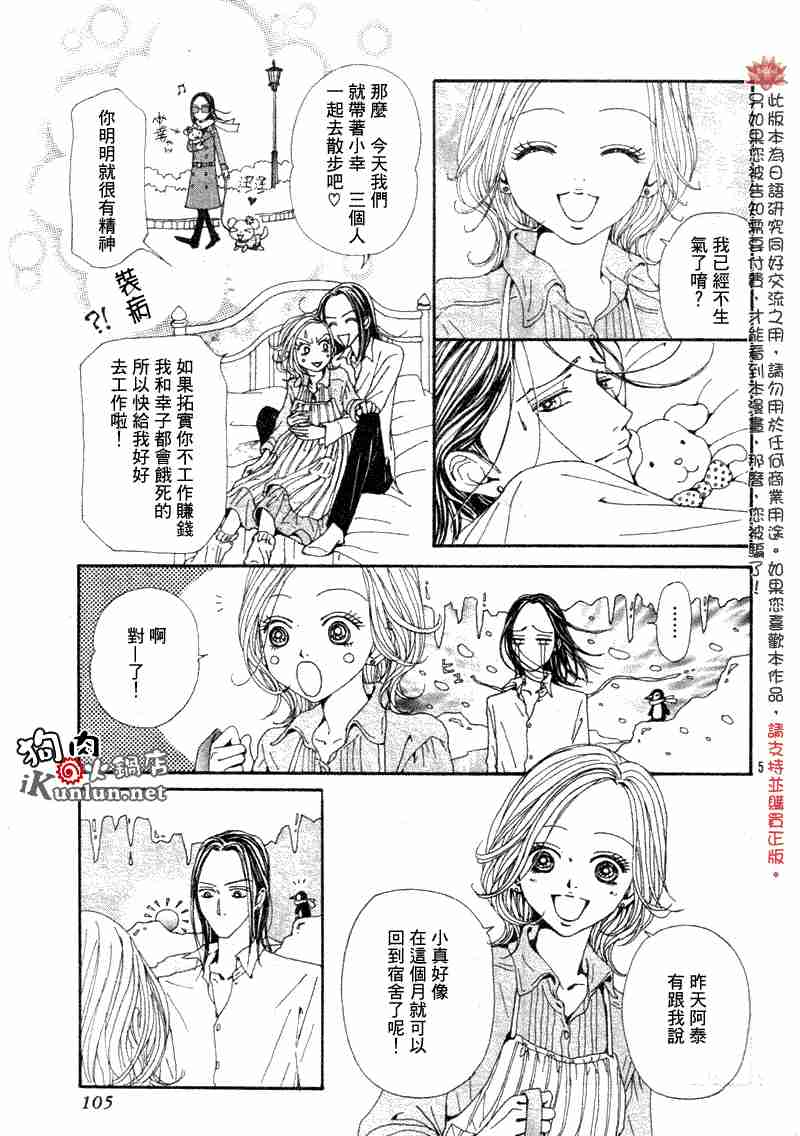 我已經不生
氣了唷?
那麼 今天我們
就帶著小幸 三個人
一起去散步吧♡
小幸
你明明就很有精神
裝病
?!
如果拓實你不工作賺錢
我和幸子都會餓死的
所以快給我好好
去工作啦!
……
ヒュ
啊
對—了!
昨天阿泰
有跟我說
小真好像
在這個月就可以
回到宿舍了呢!
5
105
狗肉火鍋店
iKunlun.net
此版本為日語研究同好交流之用,請勿用於任何商業用途。如果您喜歡本作品,請支持並購買正版。
只如果您被告知需要付費,才能看到本漫畫,那麼,您被騙了!